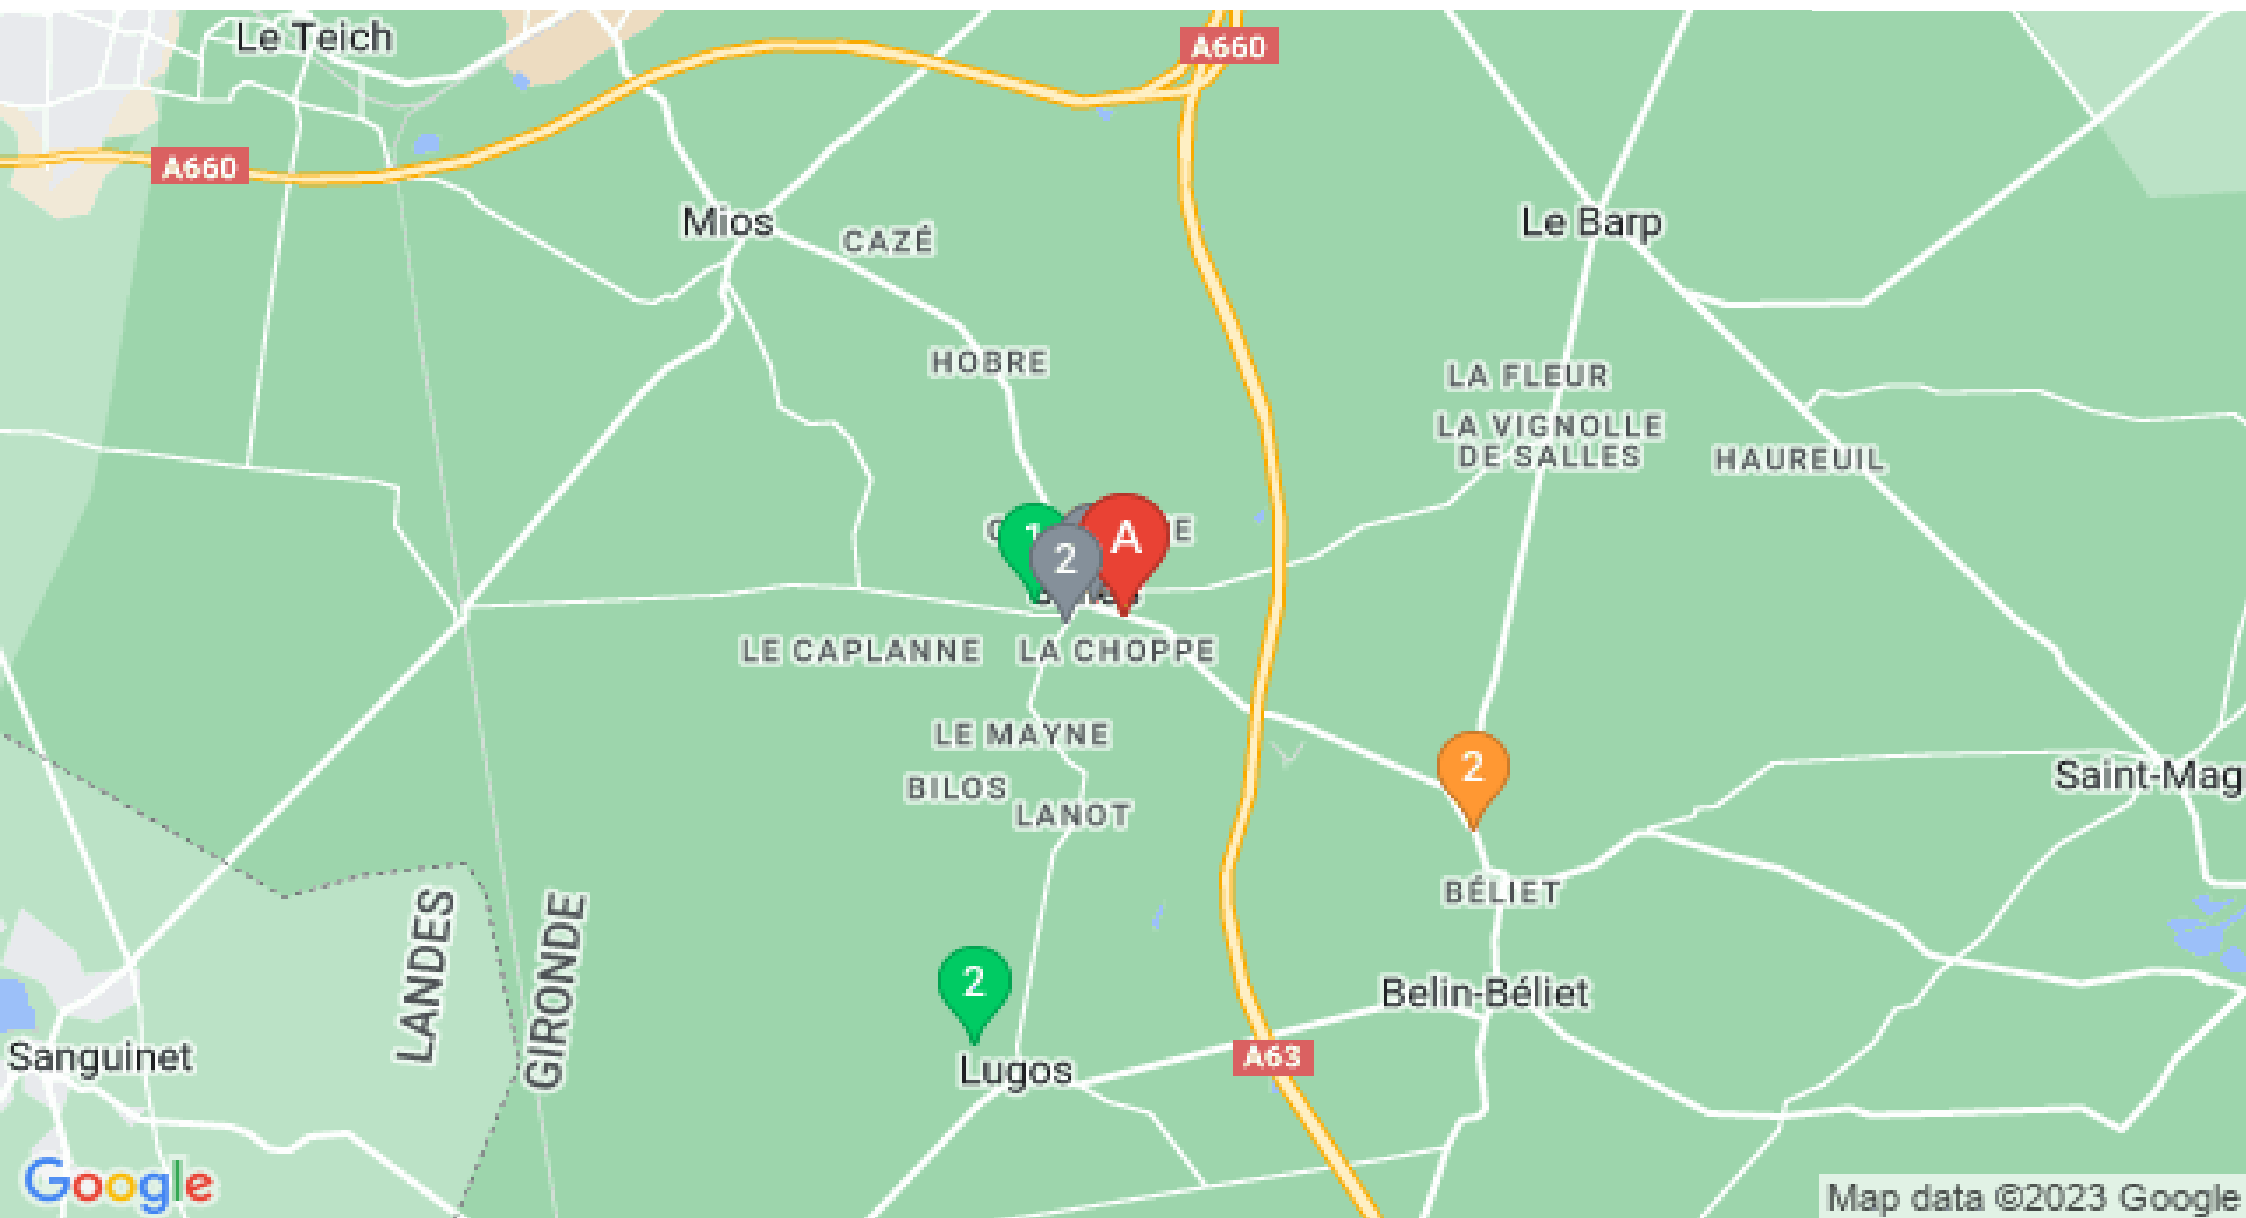 Le Teich
A660
A660
Mios
CAZÉ
Le Barp
HOBRE
LA FLEUR
LA VIGNOLLE
DE SALLES
HAUREUIL
1
A
2
LE CAPLANNE
LA CHOPPE
LE MAYNE
2
BILOS
LANOT
Saint-Mag
BÉLIET
LANDES
GIRONDE
2
Belin-Béliet
Sanguinet
Lugos
A63
Google
Map data ©2023 Google